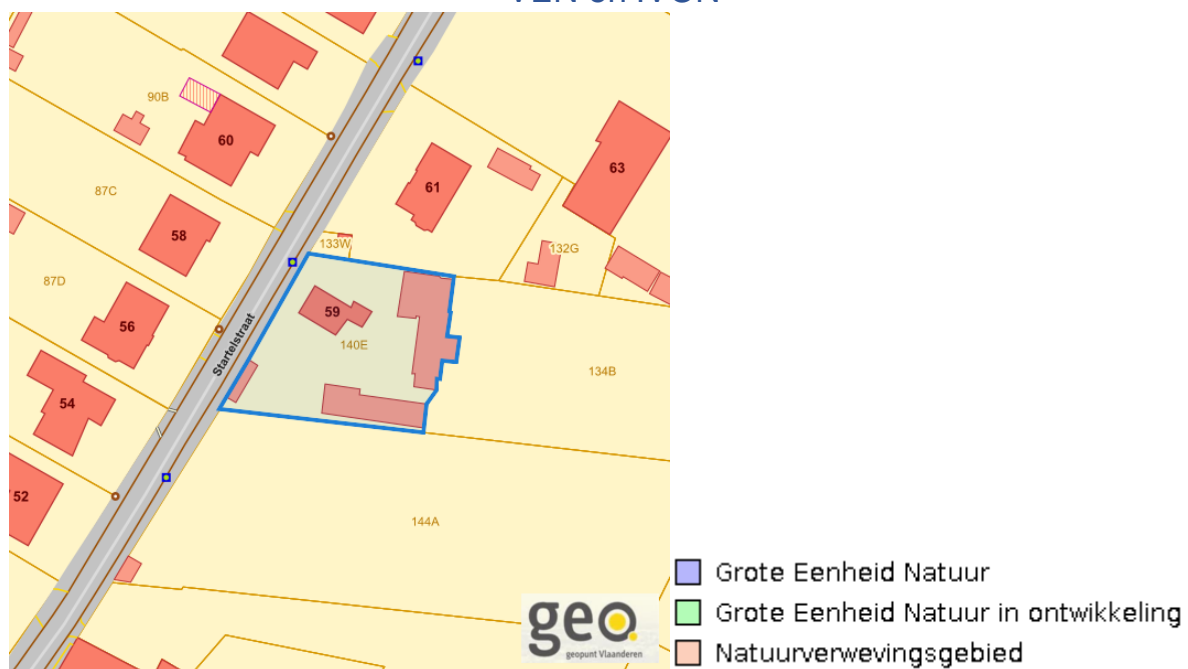 90B
60
87C
58
61
63
133W
132G
87D
59
56
140E
Startelstraat
134B
54
52
144A
geo
geopunt Vlaanderen
Grote Eenheid Natuur
Grote Eenheid Natuur in ontwikkeling
Natuurverwevingsgebied